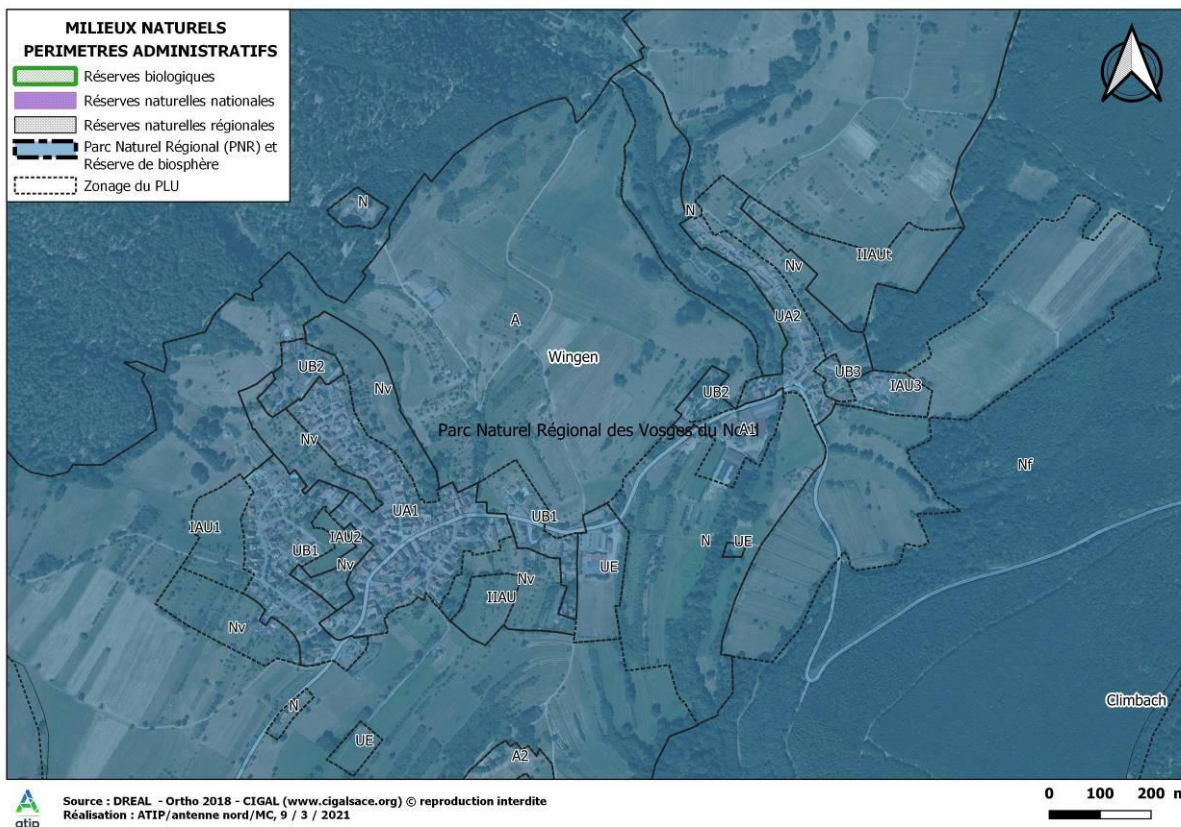 MILIEUX NATURELS
PERIMETRES ADMINISTRATIFS
Réserves biologiques
Réserves naturelles nationales
Réserves naturelles régionales
Parc Naturel Régional (PNR) et
Réserve de biosphère
Zonage du PLU
N
N
IIAUt
Nv
A
UA2
Wingen
UB2
UB3
Nv
UB2
IAU3
Parc Naturel Régional des Vosges du Nord
A1
Nv
Nf
UA1
UB1
IAU1
IAU2
UB1
N
UE
Nv
UE
Nv
IIAU
Nv
Climbach
N
UE
A2
Source : DREAL - Ortho 2018 - CIGAL (www.cigalsace.org) © reproduction interdite
Réalisation : ATIP/antenne nord/MC, 9 / 3 / 2021
atip
0 100 200 m